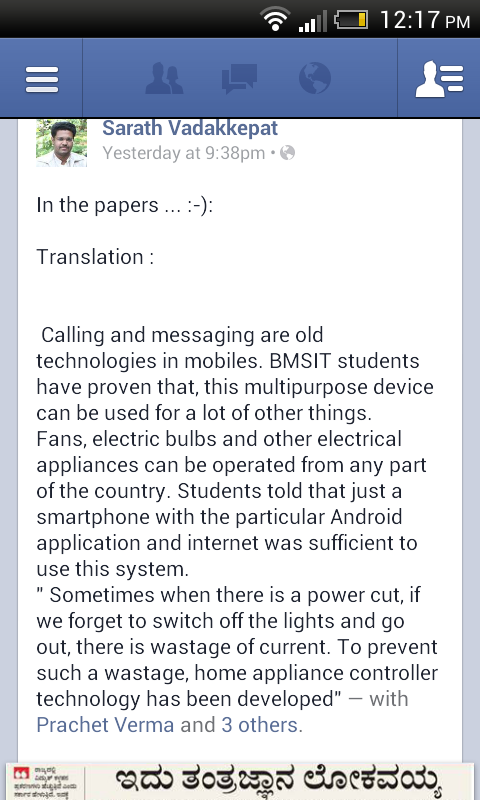 12:17 PM
Sarath Vadakkepat
Yesterday at 9:38pm •
In the papers ... :-):
Translation :
Calling and messaging are old
technologies in mobiles. BMSIT students
have proven that, this multipurpose device
can be used for a lot of other things.
Fans, electric bulbs and other electrical
appliances can be operated from any part
of the country. Students told that just a
smartphone with the particular Android
application and internet was sufficient to
use this system.
" Sometimes when there is a power cut, if
we forget to switch off the lights and go
out, there is wastage of current. To prevent
such a wastage, home appliance controller
technology has been developed" — with
Prachet Verma and 3 others.
ಇದು ತಂತ್ರಜ್ಞಾನ ಲೋಕವಯ್ಯ